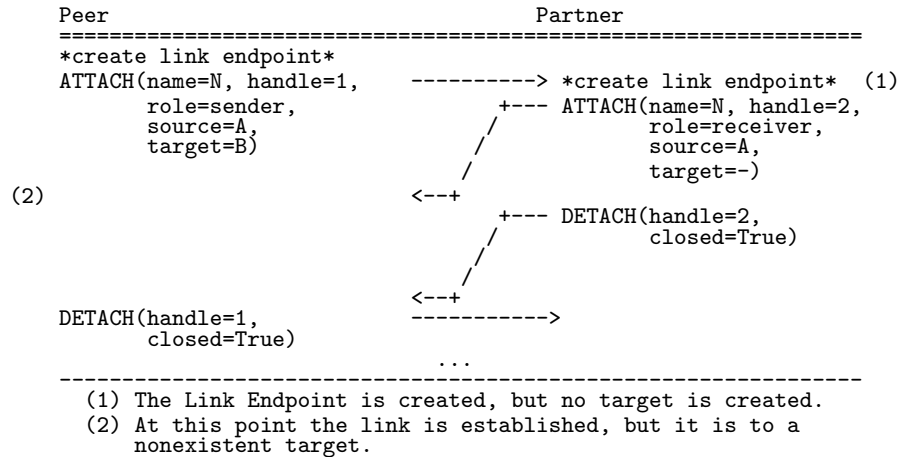 Peer                                  Partner
================================================================
*create link endpoint*
ATTACH(name=N, handle=1,    ----------> *create link endpoint*  (1)
       role=sender,                +--- ATTACH(name=N, handle=2,
       source=A,                  /            role=receiver,
       target=B)                 /             source=A,
                                /              target=-)
(2)                         <--+
                                   +--- DETACH(handle=2,
                                  /            closed=True)
                                 /
                                /
                            <--+
DETACH(handle=1,            ----------->
       closed=True)
                              ...
----------------------------------------------------------------
(1) The Link Endpoint is created, but no target is created.
(2) At this point the link is established, but it is to a
    nonexistent target.